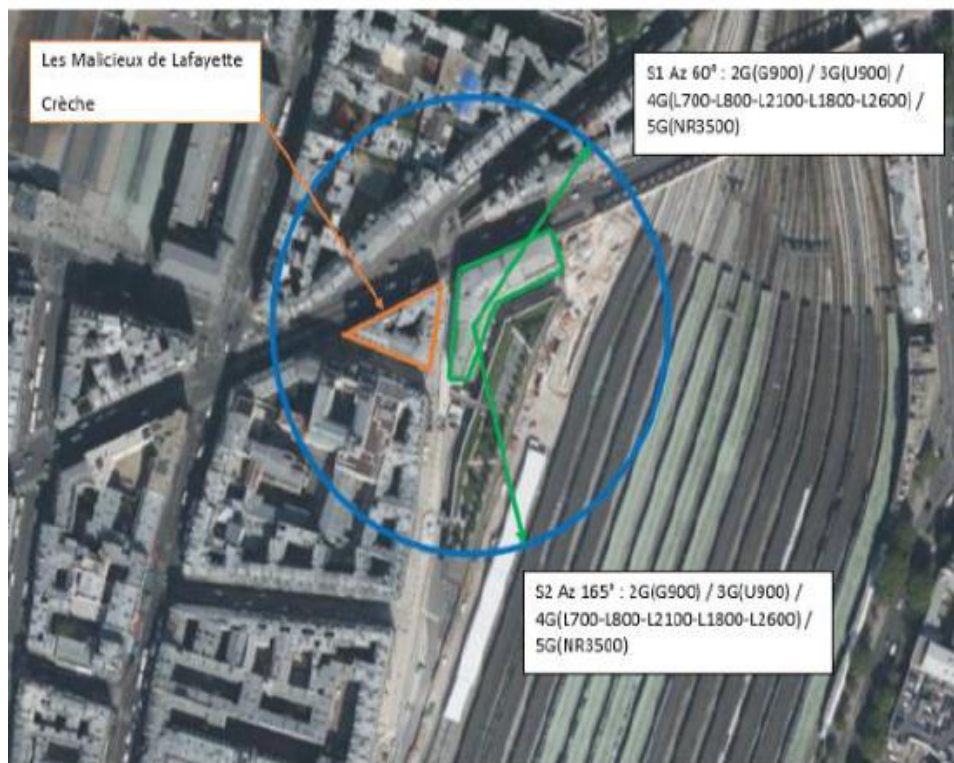 Les Malicieux de Lafayette
Crèche
S1 Az 60° : 2G(G900) / 3G(U900) /
4G(L700-L800-L2100-L1800-L2600) /
5G(NR3500)
S2 Az 165° : 2G(G900) / 3G(U900) /
4G(L700-L800-L2100-L1800-L2600) /
5G(NR3500)